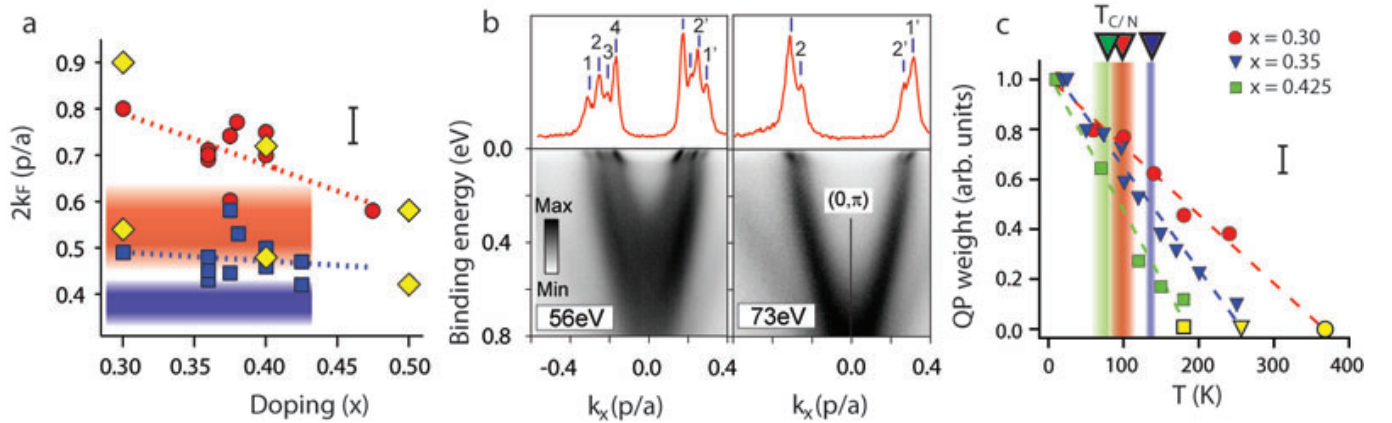 a
2kF (p/a)
0.9
0.8
0.7
0.6
0.5
0.4
0.30
0.35
0.40
0.45
0.50
Doping (x)
b
1
2
3
4
2'
1'
2
2'
1'
Binding energy (eV)
0.0
0.4
0.8
Max
Min
56eV
(0,π)
73eV
-0.4
0.0
0.4
0.0
0.4
kx(p/a)
kx(p/a)
c
TC/N
x = 0.30
x = 0.35
x = 0.425
QP weight (arb. units)
1.0
0.8
0.6
0.4
0.2
0.0
0
100
200
300
400
T (K)